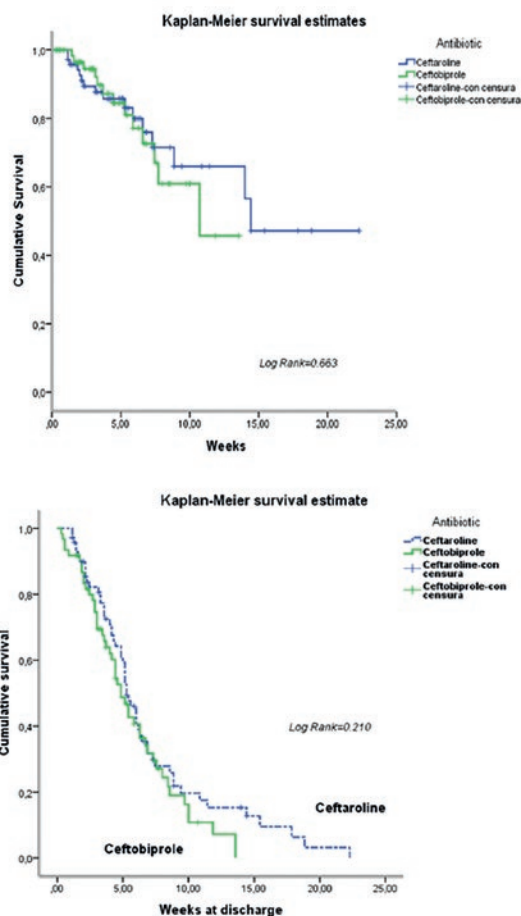 Kaplan-Meier survival estimates
Antibiotic
Ceftaroline
Ceftobiprole
Ceftaroline-con censura
Ceftobiprole-con censura
Cumulative Survival
1,0
0,8
0,6
0,4
0,2
0,0
Log Rank=0.663
,00 5,00 10,00 15,00 20,00 25,00
Weeks
Kaplan-Meier survival estimate
Antibiotic
Ceftaroline
Ceftobiprole
Ceftaroline-con
censura
Ceftobiprole-con
censura
Cumulative survival
1,0
0,8
0,6
0,4
0,2
0,0
Log Rank=0.210
Ceftaroline
Ceftobiprole
,00 5,00 10,00 15,00 20,00 25,00
Weeks at discharge